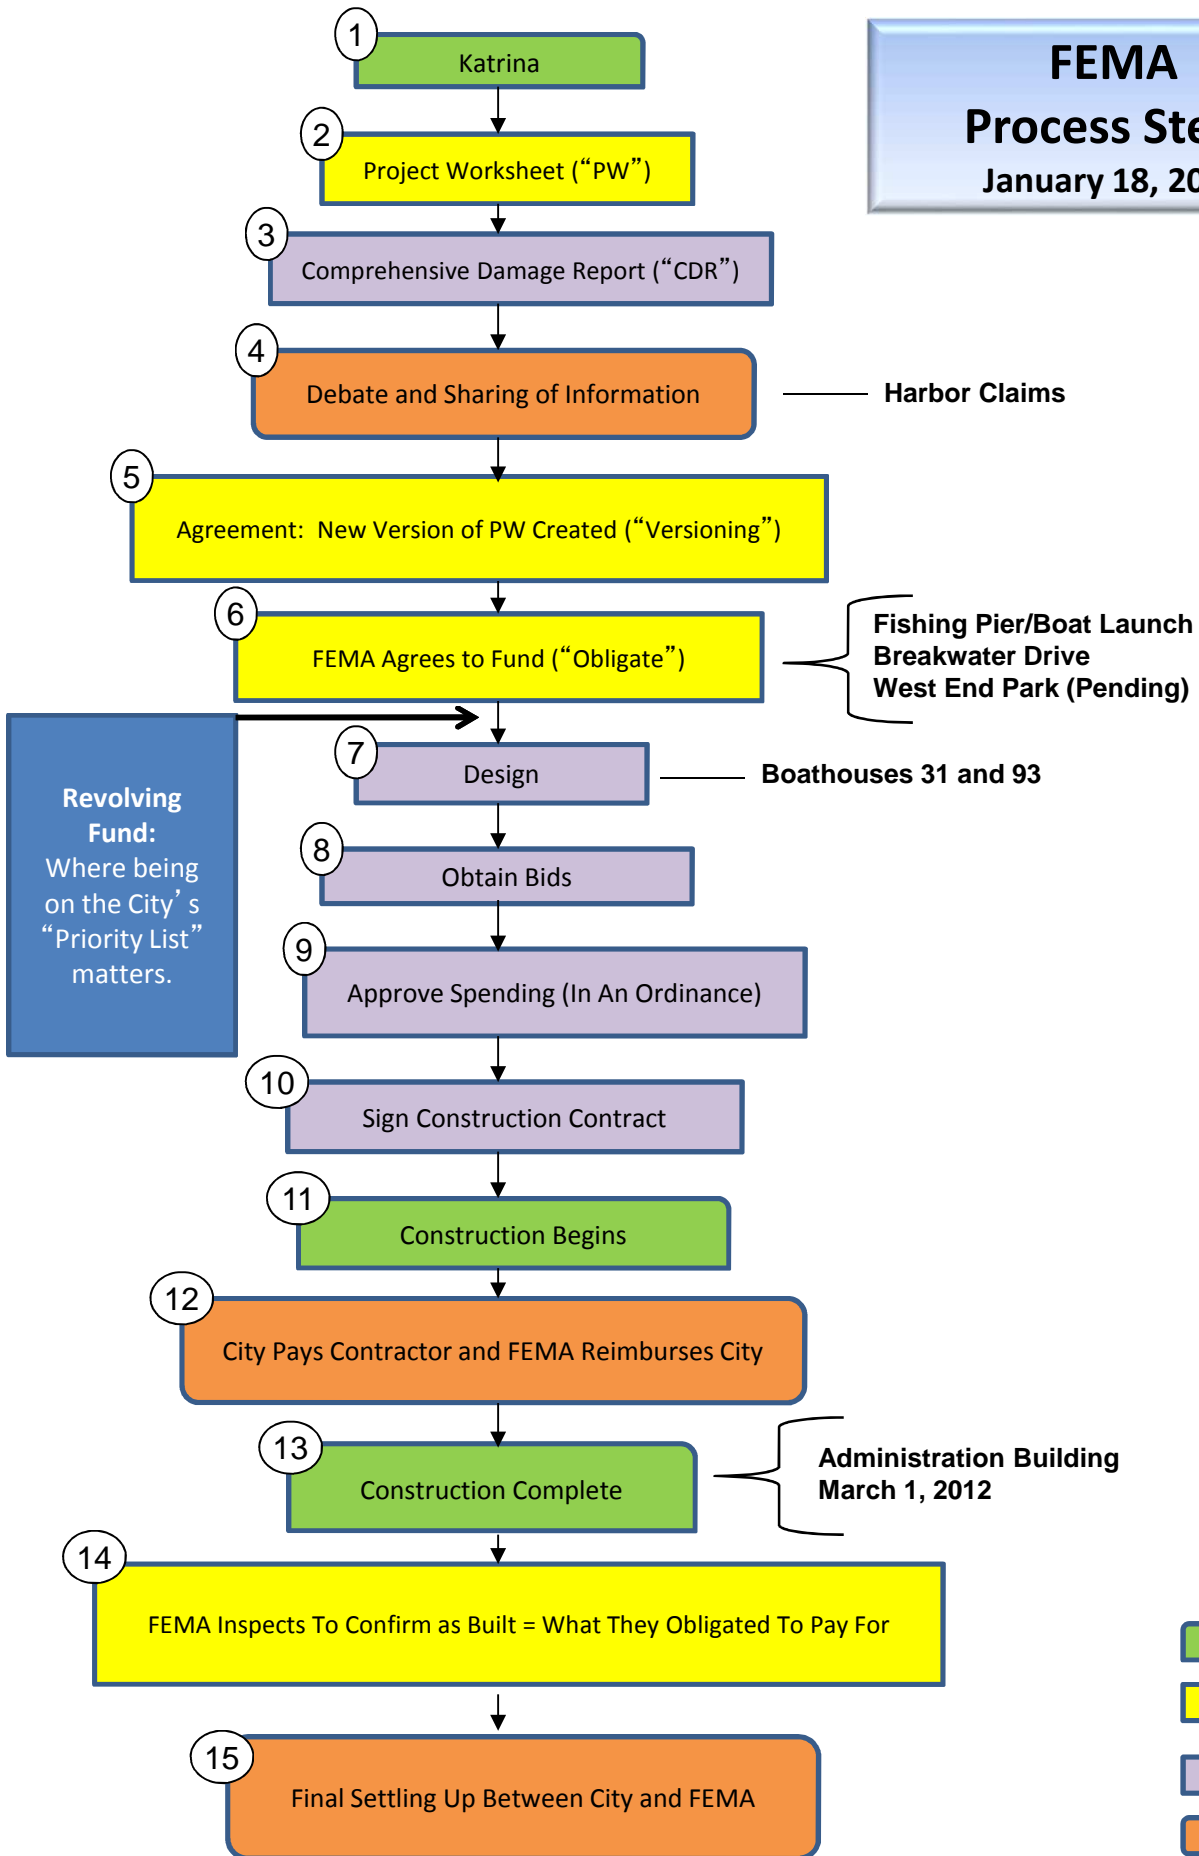 FEMA
Process
January 18,
1
Katrina
2
Project Worksheet (“PW”)
3
Comprehensive Damage Report (“CDR”)
4
Debate and Sharing of Information
Harbor Claims
5
Agreement: New Version of PW Created (“Versioning”)
6
FEMA Agrees to Fund (“Obligate”)
Fishing Pier/Boat Launch
Breakwater Drive
West End Park (Pending)
Revolving
Fund:
Where being
on the City’s
“Priority List”
matters.
7
Design
Boathouses 31 and 93
8
Obtain Bids
9
Approve Spending (In An Ordinance)
10
Sign Construction Contract
11
Construction Begins
12
City Pays Contractor and FEMA Reimburses City
13
Construction Complete
Administration Building
March 1, 2012
14
FEMA Inspects To Confirm as Built = What They Obligated To Pay For
15
Final Settling Up Between City and FEMA